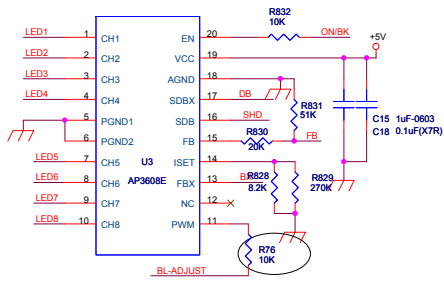 R832
10K
ON/BK
+5V
LED1
1
CH1
EN
20
LED2
2
CH2
VCC
19
LED3
3
CH3
AGND
18
LED4
4
CH4
SDBX
17
DB
R831
51K
C15 1uF-0603
C18 0.1uF(X7R)
5
PGND1
SDB
16
SHD
6
PGND2
FB
15
R830
20K
FB
LED5
7
CH5
U3
ISET
14
LED6
8
CH6
AP3608E
FBX
13
R828
8.2K
R829
270K
LED7
9
CH7
NC
12
LED8
10
CH8
PWM
11
R76
10K
BL-ADJUST